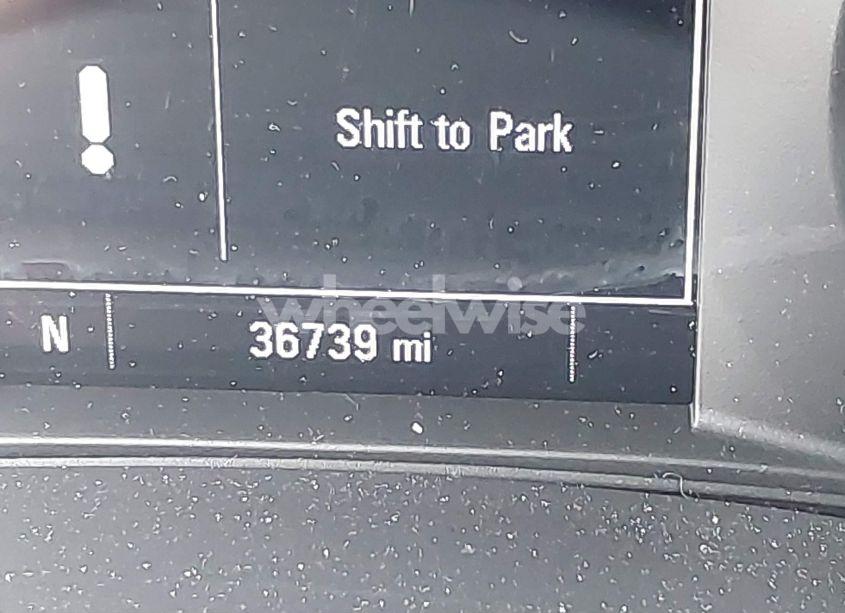 !
Shift to Park
wheelwise
N
36739 mi